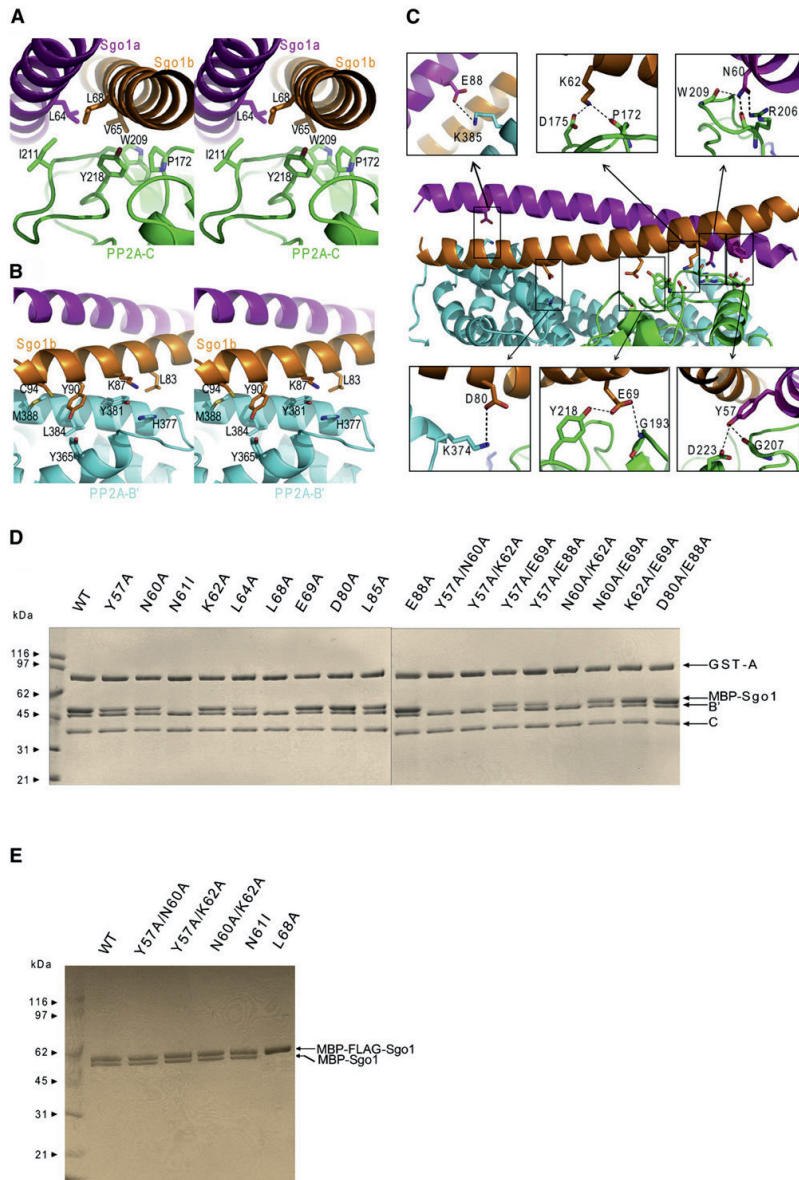 A
Sgo1a
Sgo1b
Sgo1a
Sgo1b
L68
L64
V65
W209
I211
P172
Y218
PP2A-C
L68
L64
V65
W209
I211
P172
Y218
PP2A-C
B
Sgo1b
C94
Y90
K87
L83
M388
Y381
L384
H377
Y365
PP2A-B'
Sgo1b
C94
Y90
K87
L83
M388
Y381
L384
H377
Y365
PP2A-B'
C
E88
K385
K62
D175
P172
N60
W209
R206
D80
K374
Y218
E69
G193
Y57
D223
G207
D
WT
Y57A
N60A
N61I
K62A
L64A
L68A
E69A
D80A
L85A
E88A
Y57A/N60A
Y57A/K62A
Y57A/E69A
Y57A/E88A
N60A/K62A
N60A/E69A
K62A/E69A
D80A/E88A
kDa
116
97
62
45
31
21
GST-A
MBP-Sgo1
B'
C
E
WT
Y57A/N60A
Y57A/K62A
N60A/K62A
N61I
L68A
kDa
116
97
62
45
31
21
MBP-FLAG-Sgo1
MBP-Sgo1